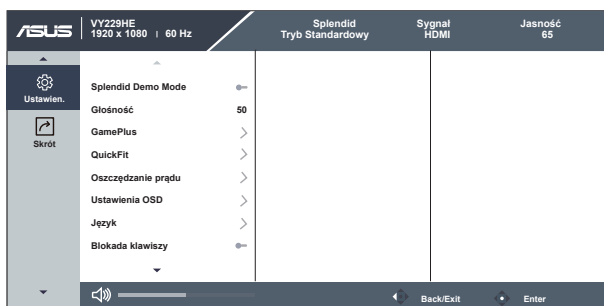 ASUS
VY229HE
1920 x 1080 | 60 Hz
Splendid
Tryb Standardowy
Sygnał
HDMI
Jasność
65
Ustawien.
Skrót
Splendid Demo Mode
Głośność 50
GamePlus
QuickFit
Oszczędzanie prądu
Ustawienia OSD
Język
Blokada klawiszy
Back/Exit
Enter